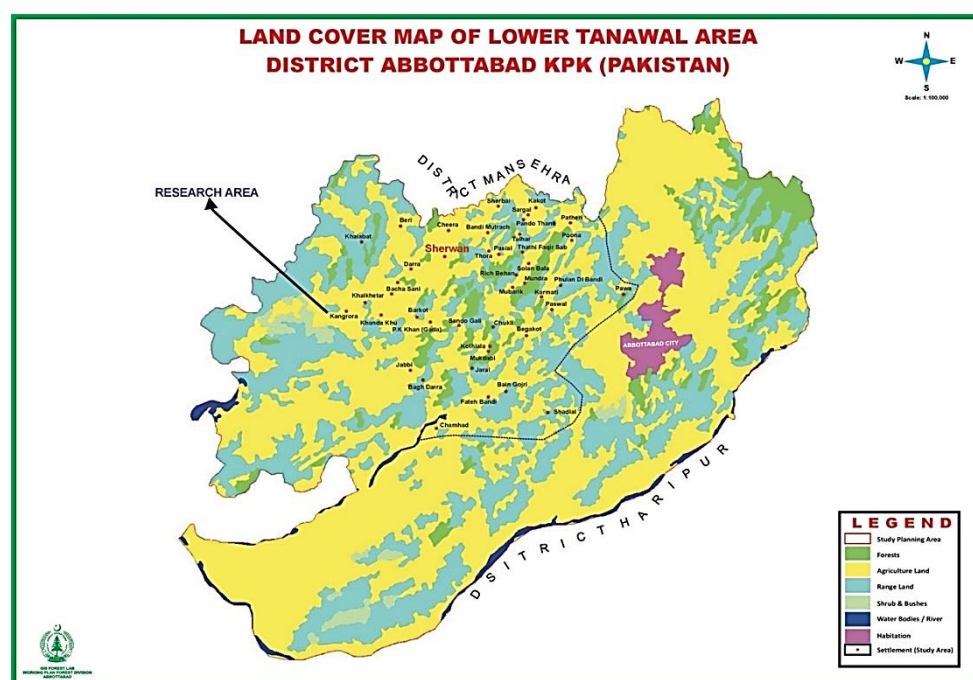 LAND COVER MAP OF LOWER TANAWAL AREA
DISTRICT ABBOTTABAD KPK (PAKISTAN)
N
W E
S
Scale: 1:100,000
DISTRICT MANSEHRA
RESEARCH AREA
Sherbai
Kakot
Sargal
Pando Thana
Patheri
Beri
Cheera
Bandi Mutrach
Talhar
Poona
Khalabat
Sherwan
Pasial
Thathi Faqir Sab
Thora
Darra
Solan Bala
Rich Behan
Mundra
Phulan Di Bandi
Bacha Sani
Mubarik
Karmati
Pawa
Khalkhetar
Paswal
Kangrora
Khanda Khu
Barkot
P.K Khan (Galla)
Sando Gali
Chukli
Begakot
ABBOTTABAD CITY
Kothiala
Mukdabi
Jabbi
Jaral
Bagh Darra
Bain Gojri
Fateh Bandi
Shadial
Chamhad
DSITRICT HARIPUR
LEGEND
Study Planning Area
Forests
Agriculture Land
Range Land
Shrub & Bushes
Water Bodies / River
Habitation
Settlement (Study Area)
GIS FOREST LAB
WORKING PLAN FOREST DIVISION
ABBOTTABAD